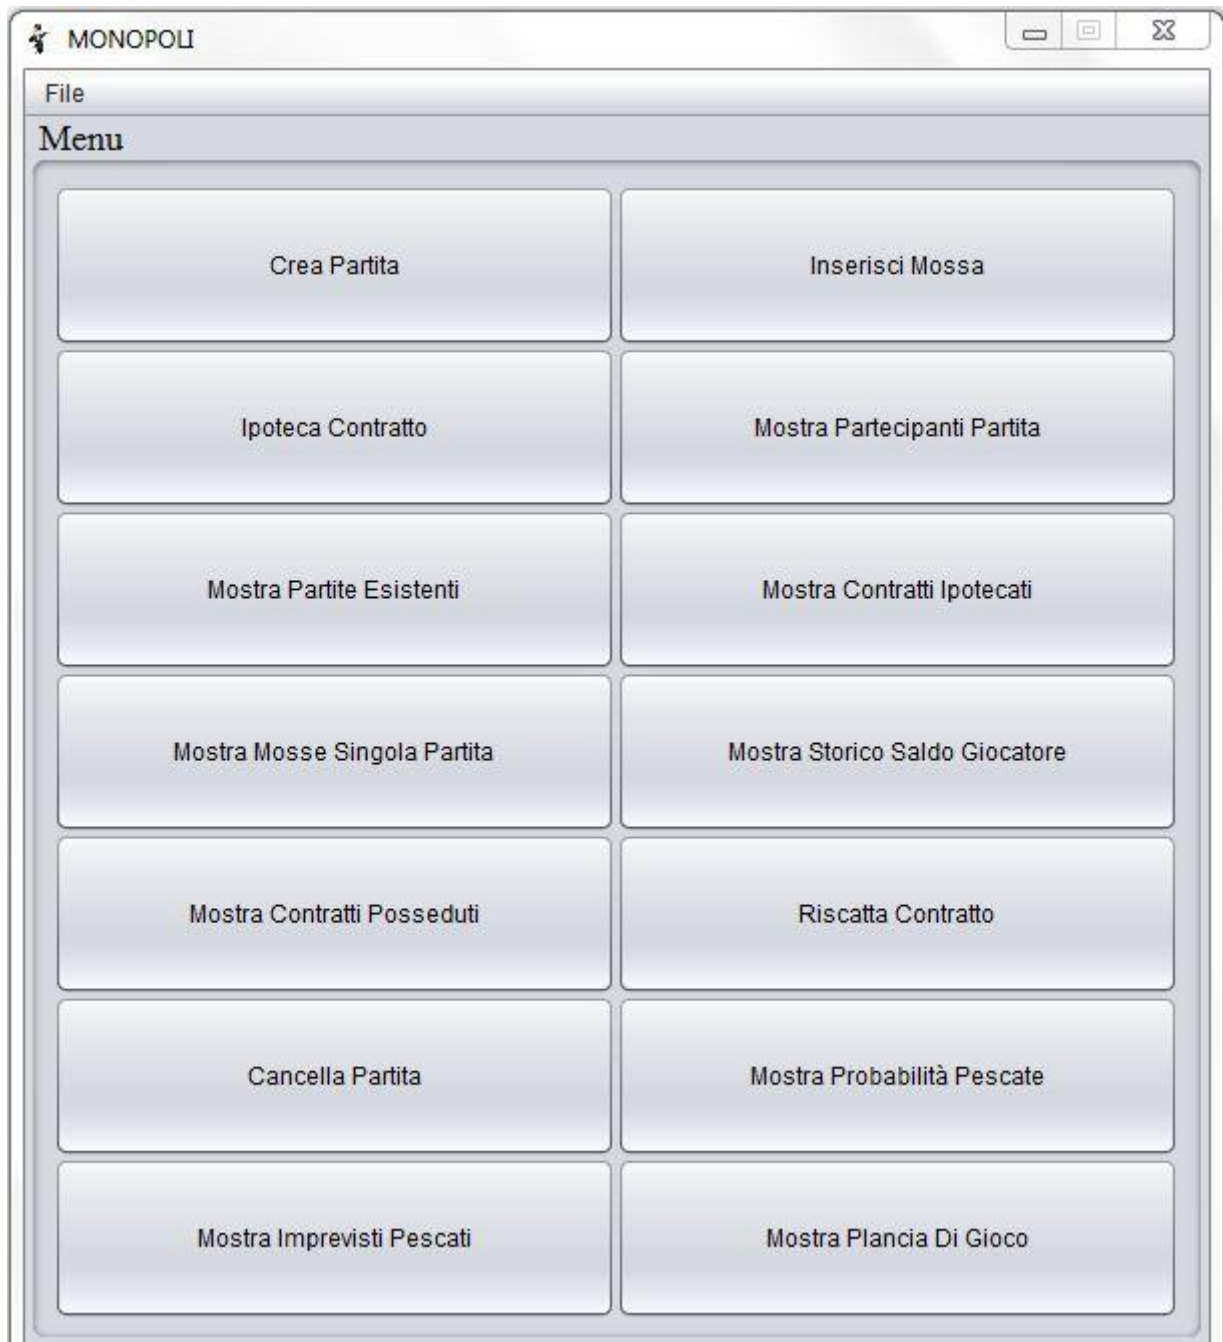 MONOPOLI
File
Menu
Crea Partita
Inserisci Mossa
Ipoteca Contratto
Mostra Partecipanti Partita
Mostra Partite Esistenti
Mostra Contratti Ipotecati
Mostra Mosse Singola Partita
Mostra Storico Saldo Giocatore
Mostra Contratti Posseduti
Riscatta Contratto
Cancella Partita
Mostra Probabilità Pescate
Mostra Imprevisti Pescati
Mostra Plancia Di Gioco